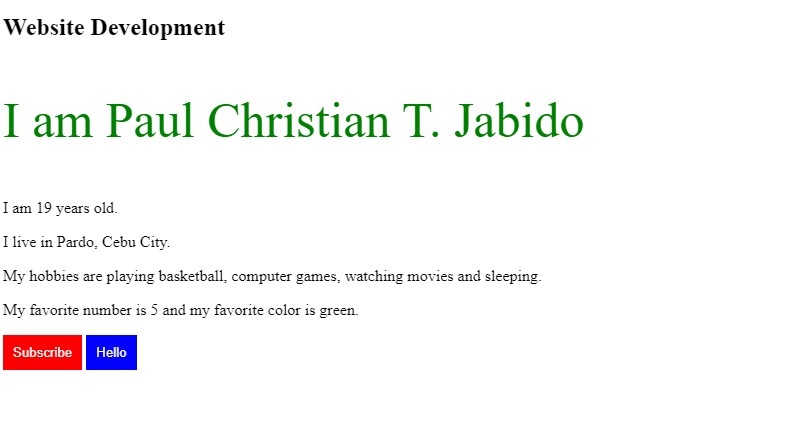 Website Development
I am Paul Christian T. Jabido
I am 19 years old.
I live in Pardo, Cebu City.
My hobbies are playing basketball, computer games, watching movies and sleeping.
My favorite number is 5 and my favorite color is green.
Subscribe Hello